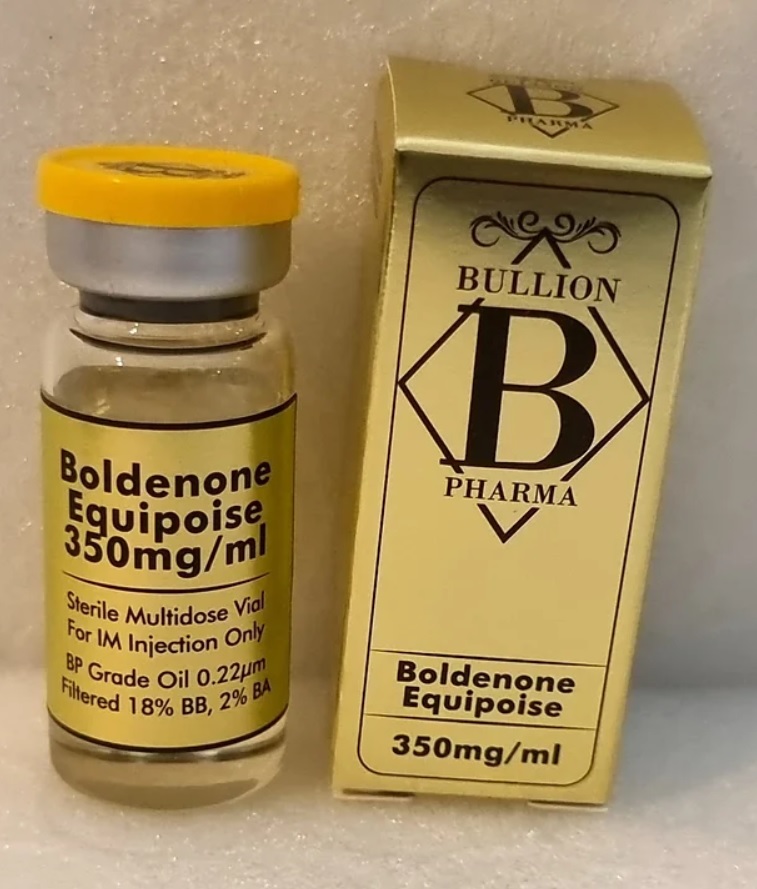 Boldenone
Equipoise
350mg/ml
Sterile Multidose Vial
For IM Injection Only
BP Grade Oil 0.22µm
Filtered 18% BB, 2% BA
B
PHARMA
BULLION
B
PHARMA
Boldenone
Equipoise
350mg/ml